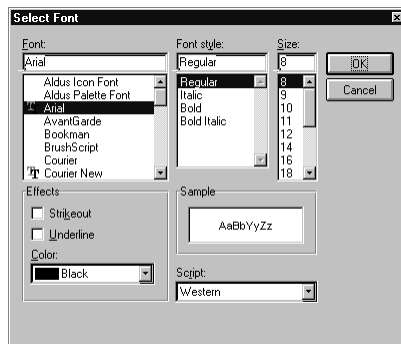 Select Font
Font:
Arial
Aldus Icon Font
Aldus Palette Font
Arial
AvantGarde
Bookman
BrushScript
Courier
Courier New
Font style:
Regular
Regular
Italic
Bold
Bold Italic
Size:
8
8
9
10
11
12
14
16
18
OK
Cancel
Effects
Strikeout
Underline
Color:
Black
Sample
AaBbYyZz
Script:
Western